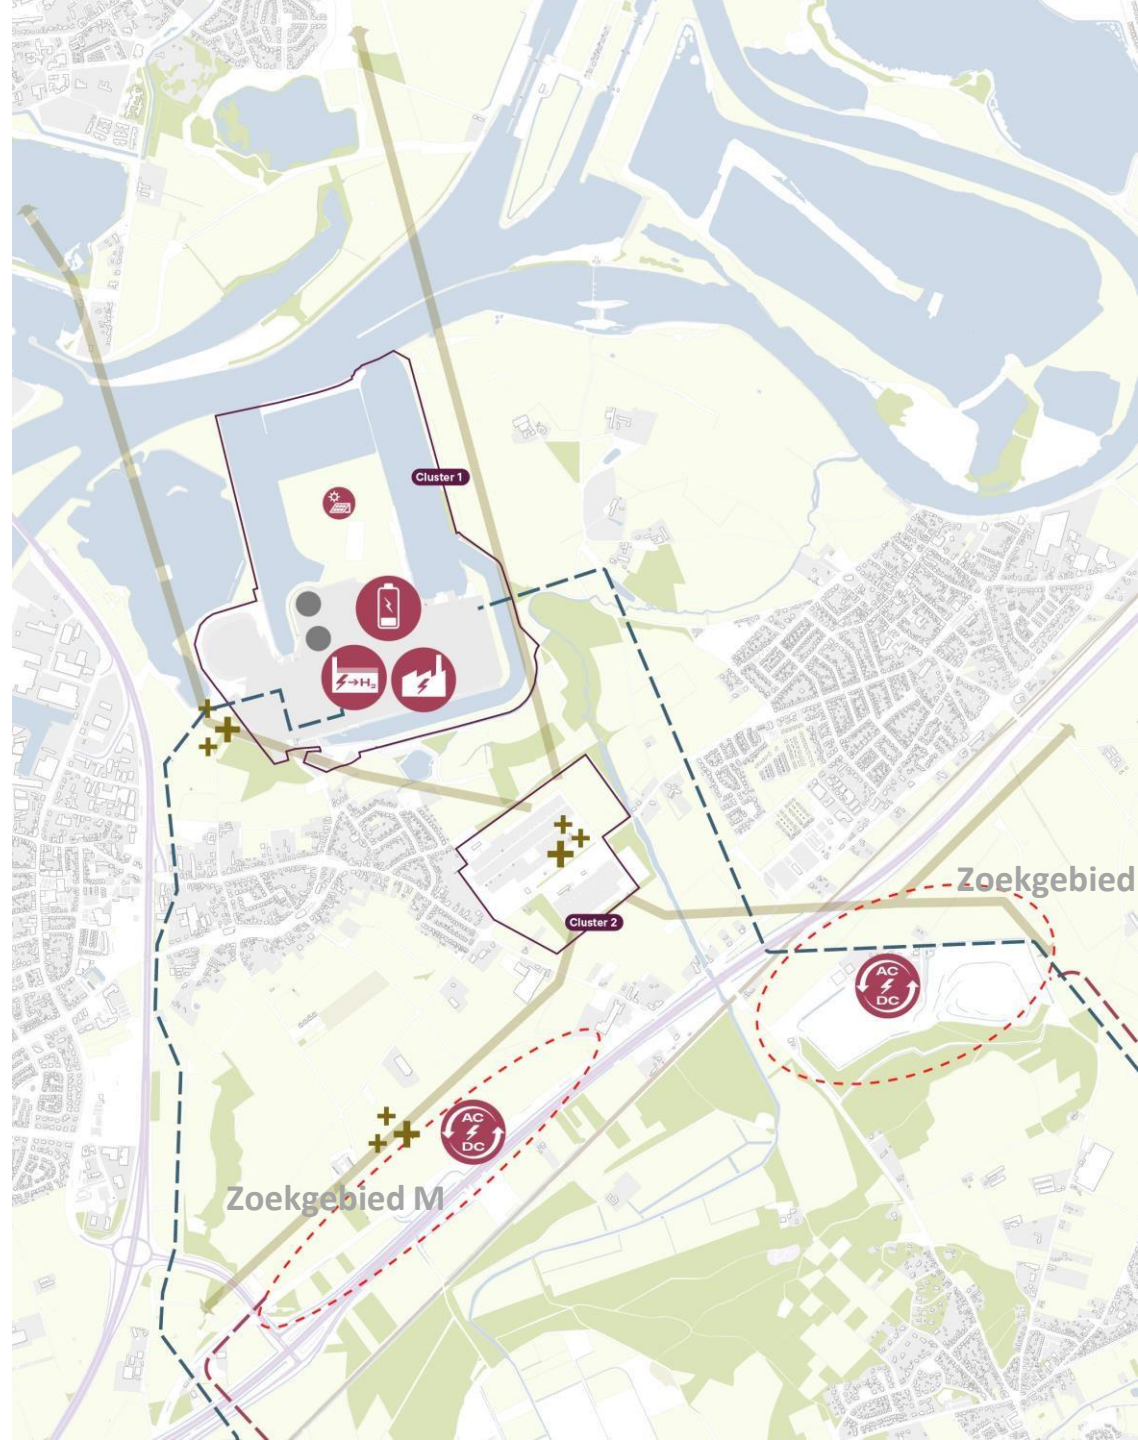 Cluster 1
H₂
Cluster 2
Zoekgebied
AC
DC
AC
DC
Zoekgebied M